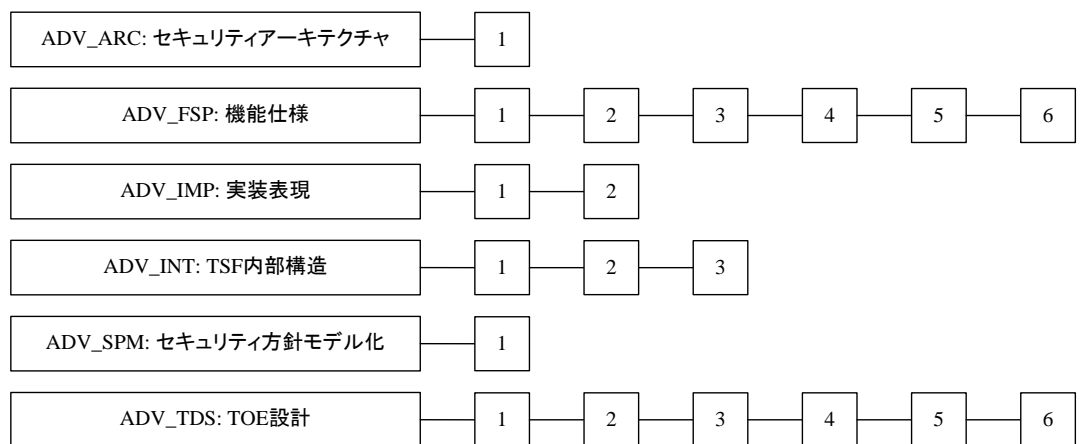 ADV_ARC: セキュリティアーキテクチャ 1
ADV_FSP: 機能仕様 1 2 3 4 5 6
ADV_IMP: 実装表現 1 2
ADV_INT: TSF内部構造 1 2 3
ADV_SPM: セキュリティ方針モデル化 1
ADV_TDS: TOE設計 1 2 3 4 5 6